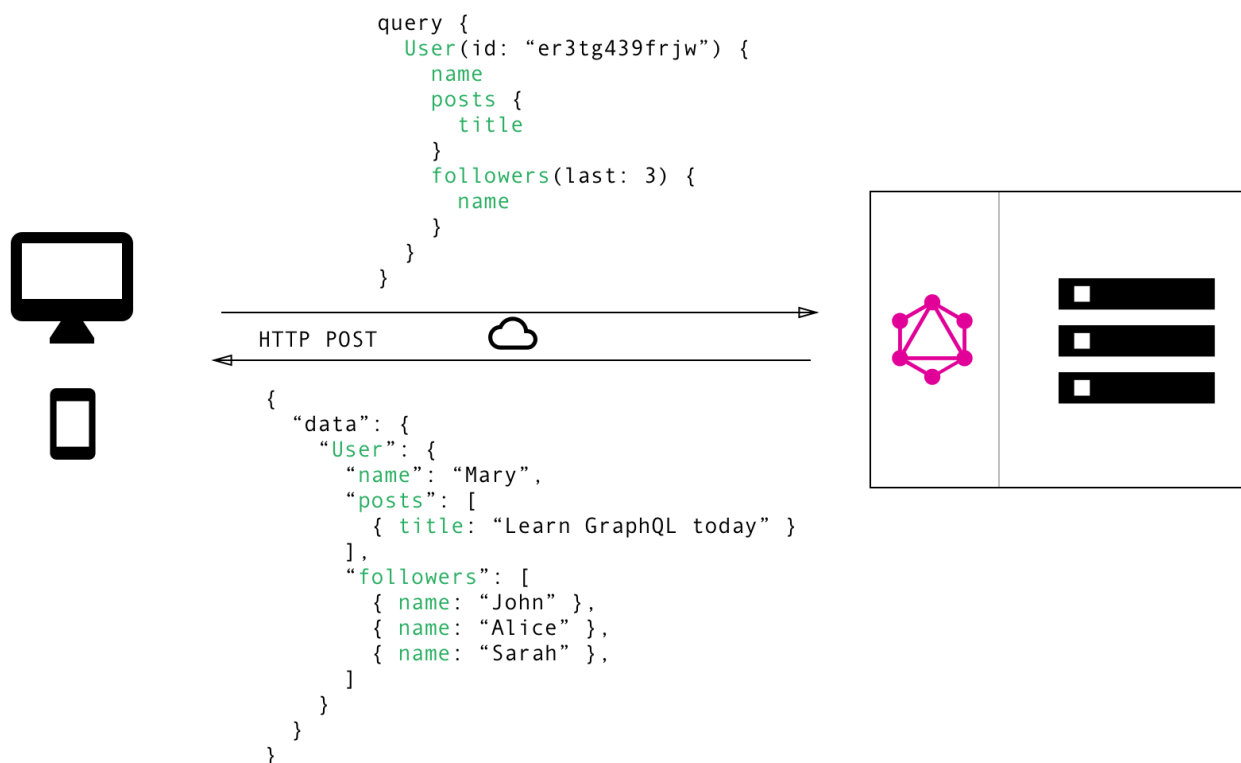 query {
  User(id: “er3tg439frjw”) {
    name
    posts {
      title
    }
    followers(last: 3) {
      name
    }
  }
}
HTTP POST
{
  “data”: {
    “User”: {
      “name”: “Mary”,
      “posts”: [
        { title: “Learn GraphQL today” }
      ],
      “followers”: [
        { name: “John” },
        { name: “Alice” },
        { name: “Sarah” },
      ]
    }
  }
}